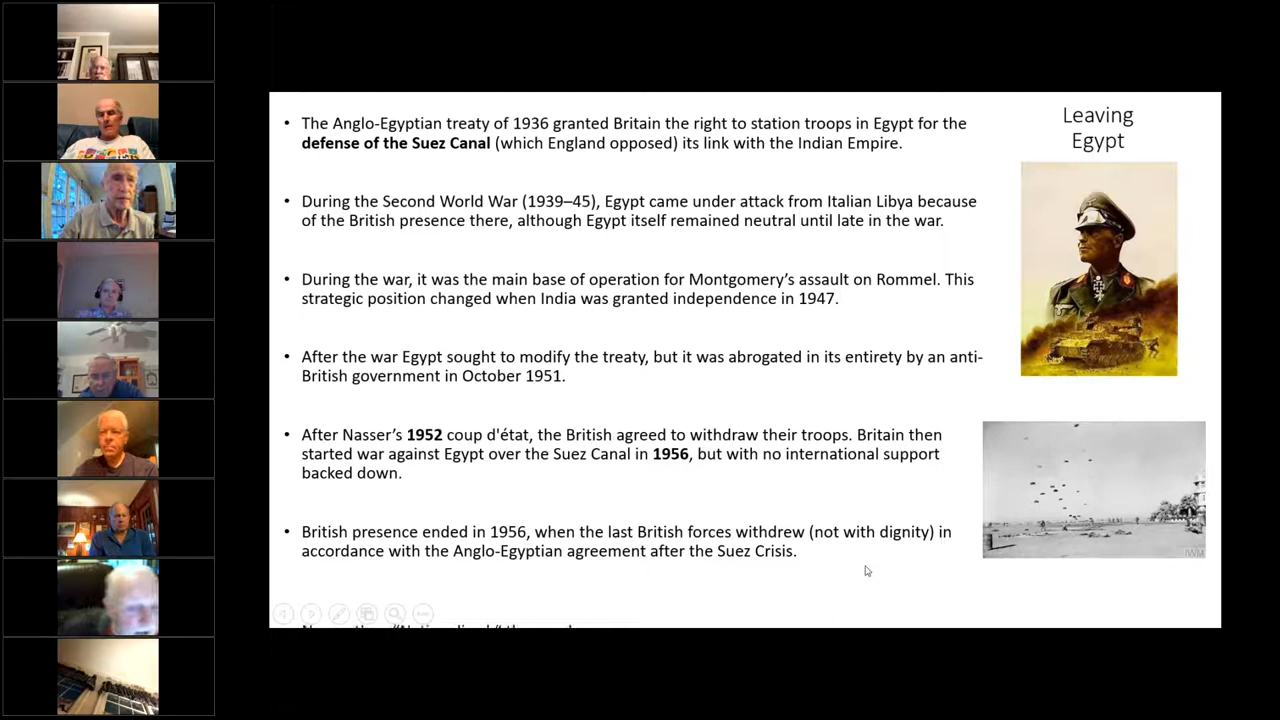 Leaving
Egypt
• The Anglo-Egyptian treaty of 1936 granted Britain the right to station troops in Egypt for the
defense of the Suez Canal (which England opposed) its link with the Indian Empire.
• During the Second World War (1939–45), Egypt came under attack from Italian Libya because
of the British presence there, although Egypt itself remained neutral until late in the war.
• During the war, it was the main base of operation for Montgomery’s assault on Rommel. This
strategic position changed when India was granted independence in 1947.
• After the war Egypt sought to modify the treaty, but it was abrogated in its entirety by an anti-
British government in October 1951.
• After Nasser’s 1952 coup d'état, the British agreed to withdraw their troops. Britain then
started war against Egypt over the Suez Canal in 1956, but with no international support
backed down.
• British presence ended in 1956, when the last British forces withdrew (not with dignity) in
accordance with the Anglo-Egyptian agreement after the Suez Crisis.
IWM